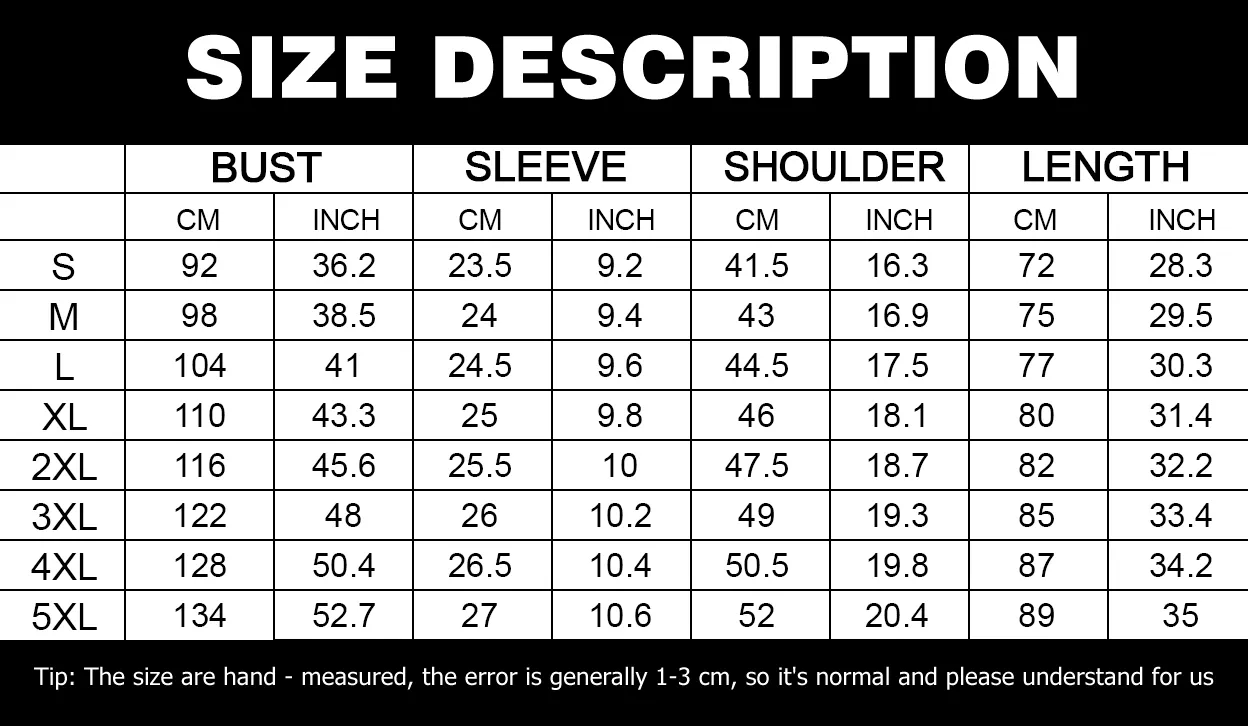 SIZE DESCRIPTION
BUST SLEEVE SHOULDER LENGTH
CM INCH CM INCH CM INCH CM INCH
S 92 36.2 23.5 9.2 41.5 16.3 72 28.3
M 98 38.5 24 9.4 43 16.9 75 29.5
L 104 41 24.5 9.6 44.5 17.5 77 30.3
XL 110 43.3 25 9.8 46 18.1 80 31.4
2XL 116 45.6 25.5 10 47.5 18.7 82 32.2
3XL 122 48 26 10.2 49 19.3 85 33.4
4XL 128 50.4 26.5 10.4 50.5 19.8 87 34.2
5XL 134 52.7 27 10.6 52 20.4 89 35
Tip: The size are hand - measured, the error is generally 1-3 cm, so it's normal and please understand for us